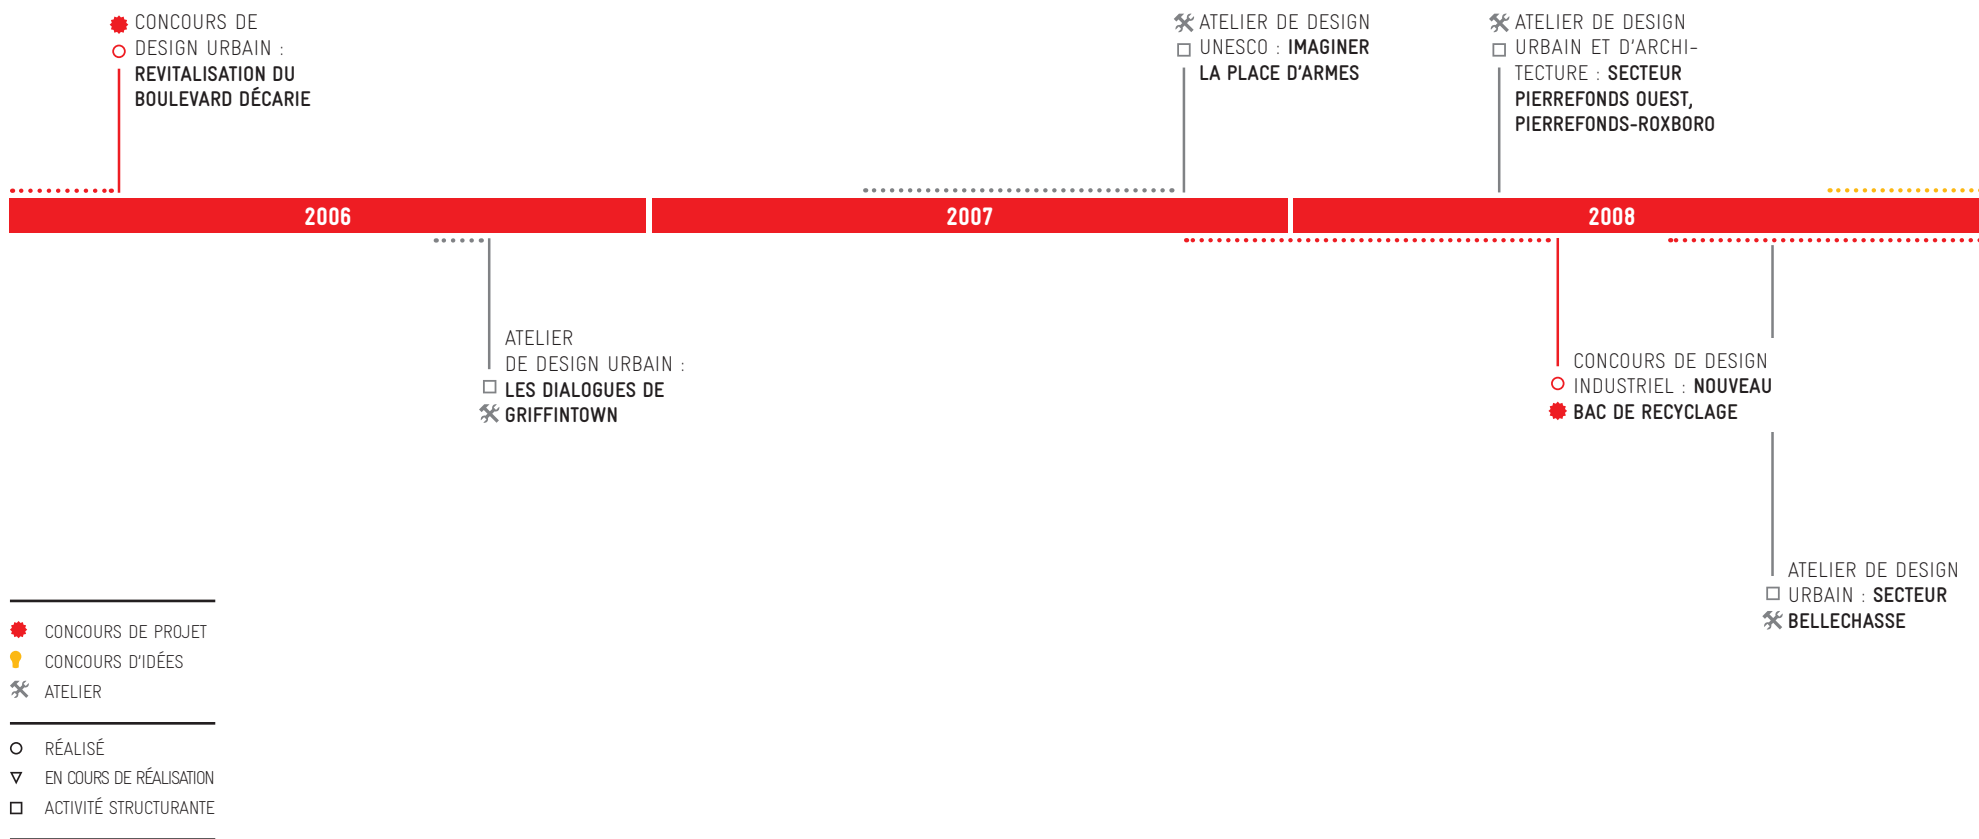 CONCOURS DE
DESIGN URBAIN :
REVITALISATION DU
BOULEVARD DÉCARIE
ATELIER DE DESIGN
UNESCO : IMAGINER
LA PLACE D'ARMES
ATELIER DE DESIGN
URBAIN ET D'ARCHI-
TECTURE : SECTEUR
PIERREFONDS OUEST,
PIERREFONDS-ROXBORO
2006
2007
2008
ATELIER
DE DESIGN URBAIN :
LES DIALOGUES DE
GRIFFINTOWN
CONCOURS DE DESIGN
INDUSTRIEL : NOUVEAU
BAC DE RECYCLAGE
ATELIER DE DESIGN
URBAIN : SECTEUR
BELLECHASSE
CONCOURS DE PROJET
CONCOURS D'IDÉES
ATELIER
RÉALISÉ
EN COURS DE RÉALISATION
ACTIVITÉ STRUCTURANTE